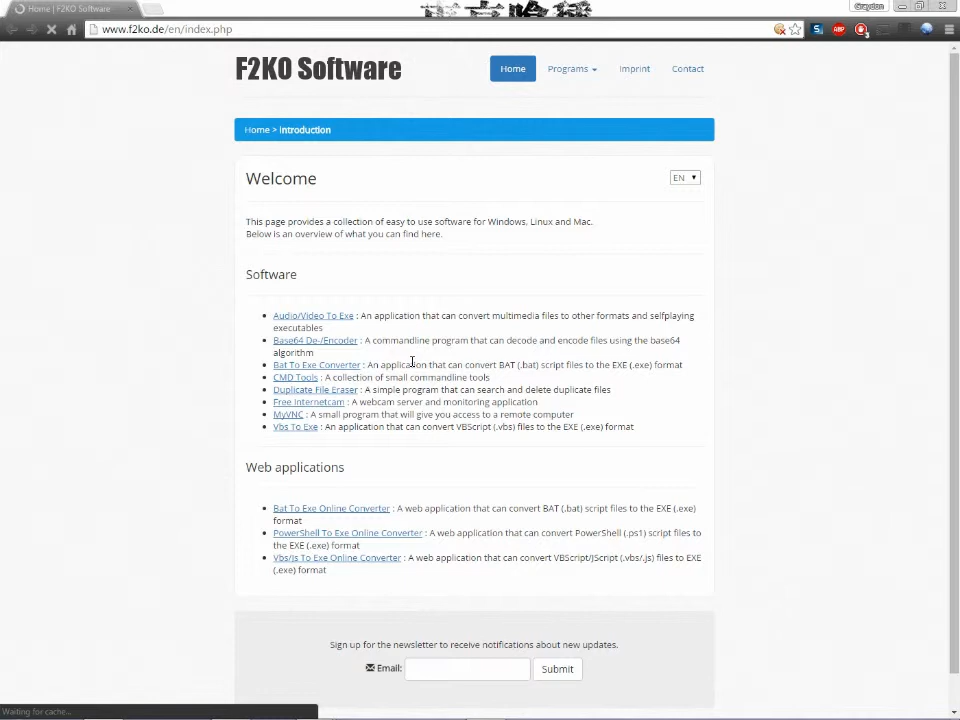 Home | F2KO Software
Graydon
www.f2ko.de/en/index.php
ABP
F2KO Software
Home
Programs
Imprint
Contact
Home > Introduction
Welcome
EN
This page provides a collection of easy to use software for Windows, Linux and Mac.
Below is an overview of what you can find here.
Software
Audio/Video To Exe : An application that can convert multimedia files to other formats and selfplaying
executables
Base64 De-/Encoder : A commandline program that can decode and encode files using the base64
algorithm
Bat To Exe Converter : An application that can convert BAT (.bat) script files to the EXE (.exe) format
CMD Tools : A collection of small commandline tools
Duplicate File Eraser : A simple program that can search and delete duplicate files
Free Internetcam : A webcam server and monitoring application
MyVNC : A small program that will give you access to a remote computer
Vbs To Exe : An application that can convert VBScript (.vbs) files to the EXE (.exe) format
Web applications
Bat To Exe Online Converter : A web application that can convert BAT (.bat) script files to the EXE (.exe)
format
PowerShell To Exe Online Converter : A web application that can convert PowerShell (.ps1) script files to
the EXE (.exe) format
Vbs/Js To Exe Online Converter : A web application that can convert VBScript/JScript (.vbs/.js) files to EXE
(.exe) format
Sign up for the newsletter to receive notifications about new updates.
Email:
Submit
Waiting for cache...